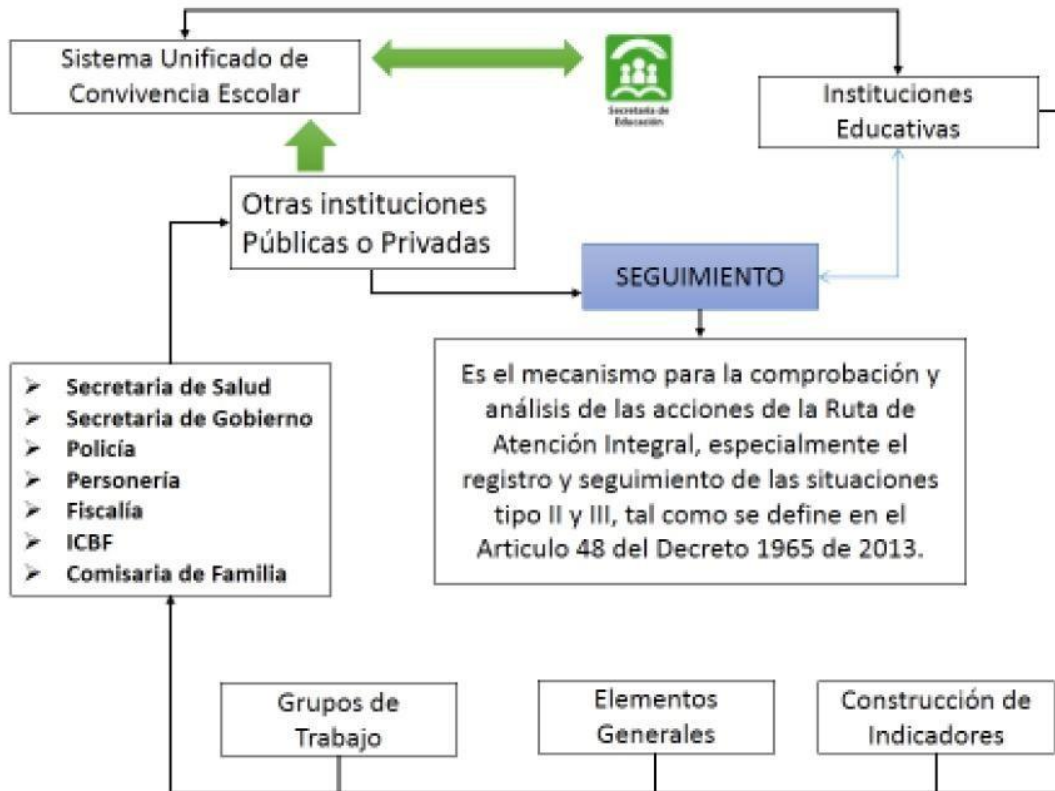 Sistema Unificado de
Convivencia Escolar
Secretaria de
Educación
Instituciones
Educativas
Otras instituciones
Públicas o Privadas
SEGUIMIENTO
➤ Secretaria de Salud
➤ Secretaria de Gobierno
➤ Policía
➤ Personería
➤ Fiscalía
➤ ICBF
➤ Comisaria de Familia
Es el mecanismo para la comprobación y
análisis de las acciones de la Ruta de
Atención Integral, especialmente el
registro y seguimiento de las situaciones
tipo II y III, tal como se define en el
Articulo 48 del Decreto 1965 de 2013.
Grupos de
Trabajo
Elementos
Generales
Construcción de
Indicadores